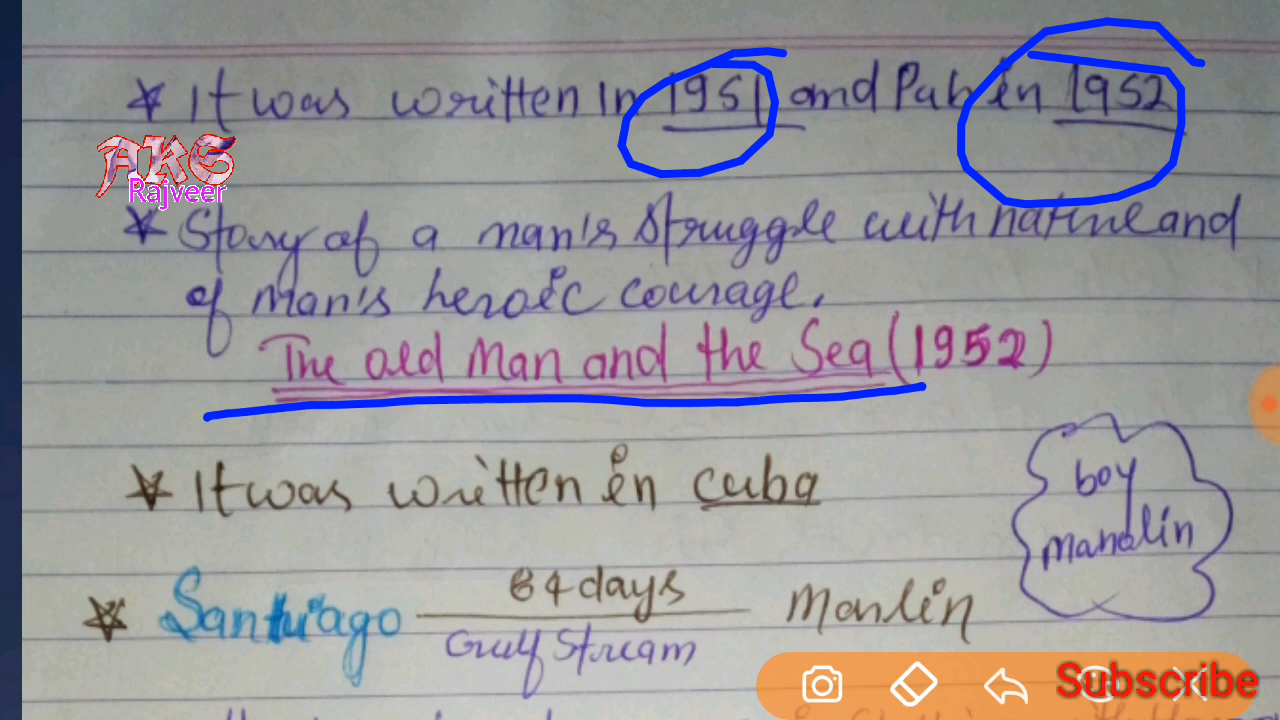 ★ It was written in 1951 and Pub in 1952
AKS
Rajveer
★ Story of a man's struggle with nature and
of man's heroic courage.
The old Man and the Sea (1952)
★ It was written in cuba
boy
manolin
★ Santiago 84 days Marlin
Gulf Stream
Subscribe